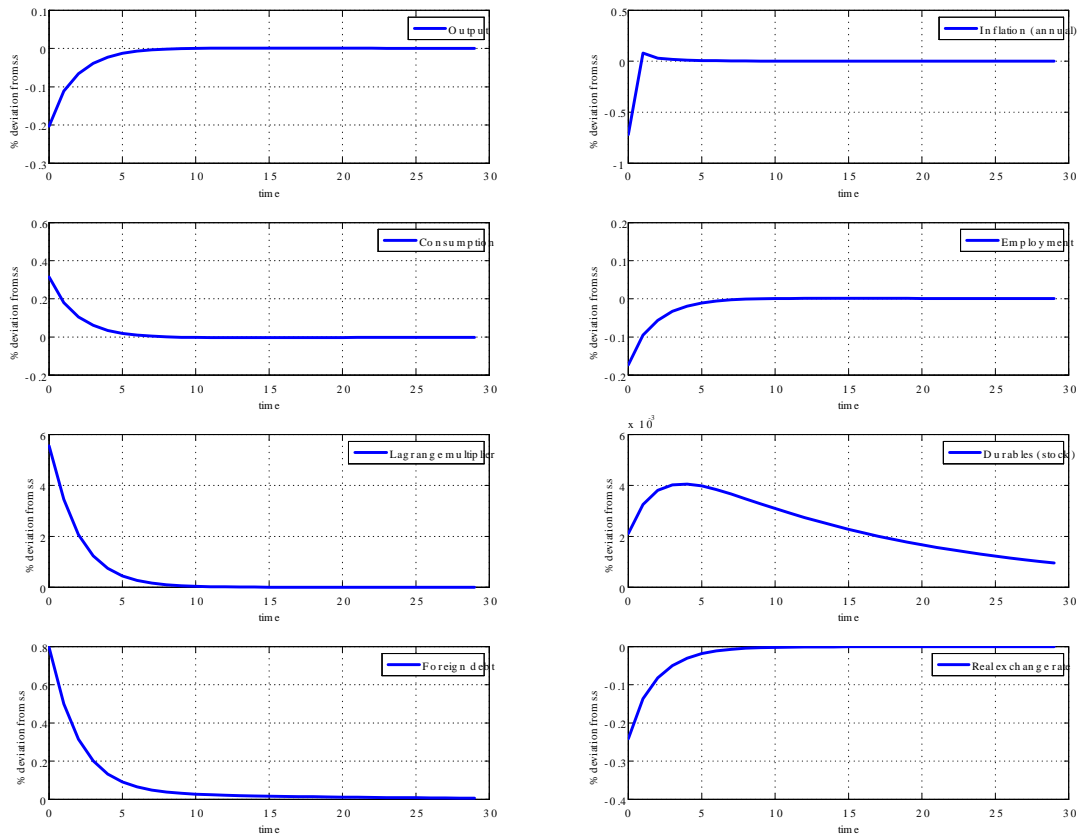 Output
0.1
0
-0.1
-0.2
-0.3
% deviation from s.s
0 5 10 15 20 25 30
time
Inflation (annual)
0.5
0
-0.5
-1
% deviation from s.s
0 5 10 15 20 25 30
time
Consumption
0.6
0.4
0.2
0
-0.2
% deviation from s.s
0 5 10 15 20 25 30
time
Employment
0.2
0.1
0
-0.1
-0.2
% deviation from s.s
0 5 10 15 20 25 30
time
Lagrange multiplier
6
4
2
0
% deviation from s.s
0 5 10 15 20 25 30
time
x 10-3
Durables (stock)
6
4
2
0
% deviation from s.s
0 5 10 15 20 25 30
time
Foreign debt
0.8
0.6
0.4
0.2
0
% deviation from s.s
0 5 10 15 20 25 30
time
Real exchange rate
0
-0.1
-0.2
-0.3
-0.4
% deviation from s.s
0 5 10 15 20 25 30
time